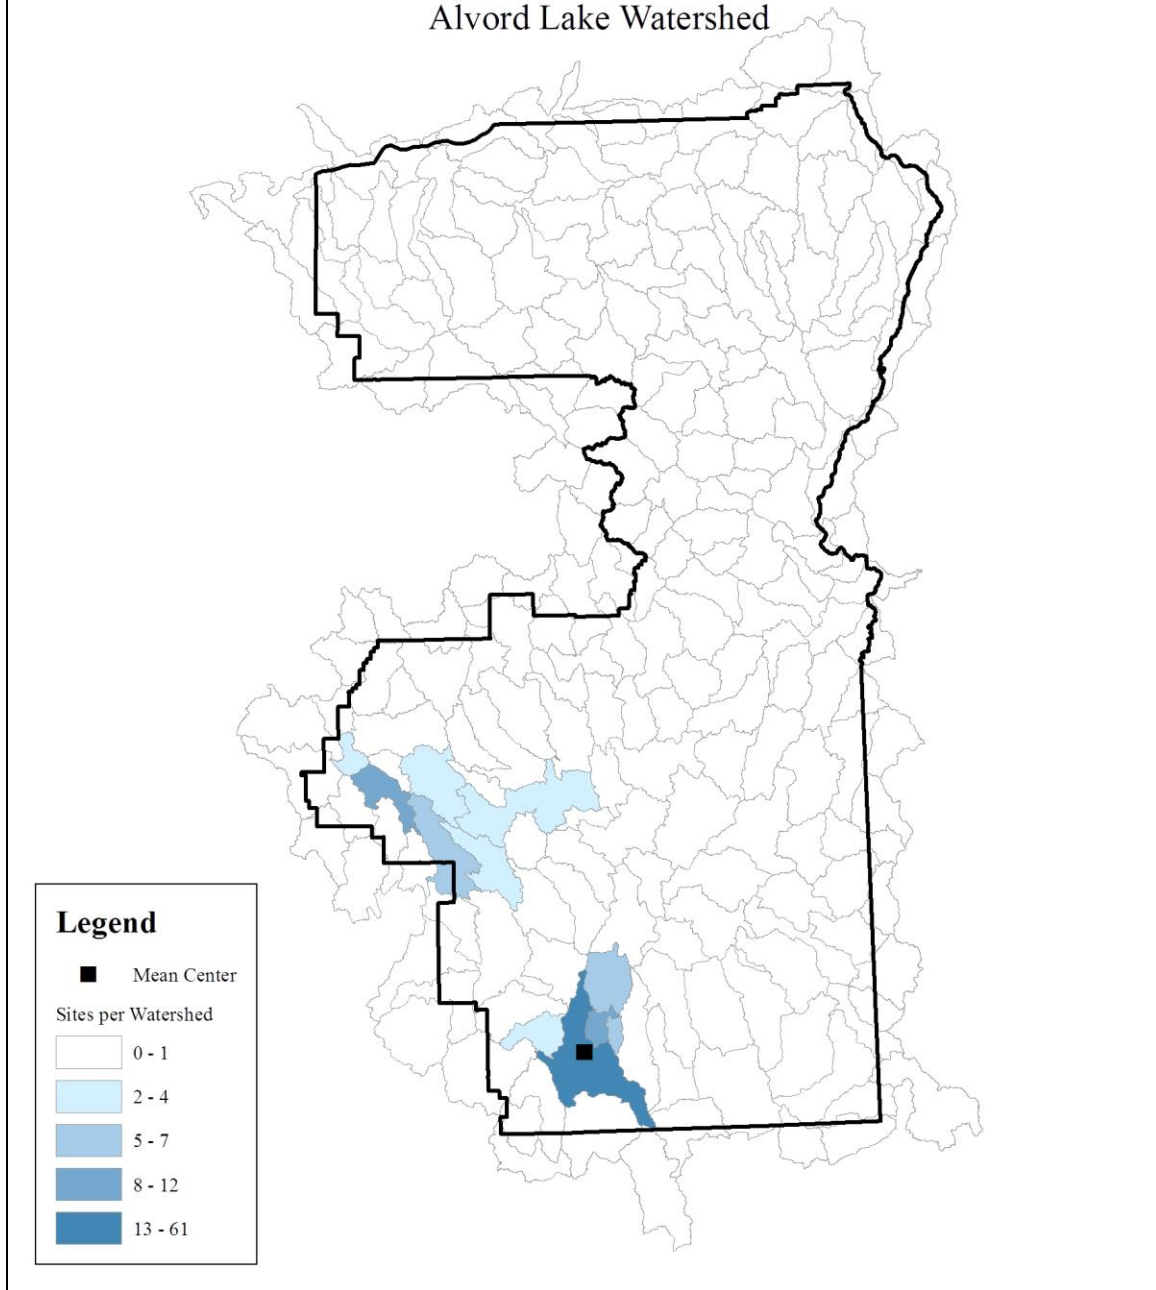 Alvord Lake Watershed
Legend
Mean Center
Sites per Watershed
0 - 1
2 - 4
5 - 7
8 - 12
13 - 61